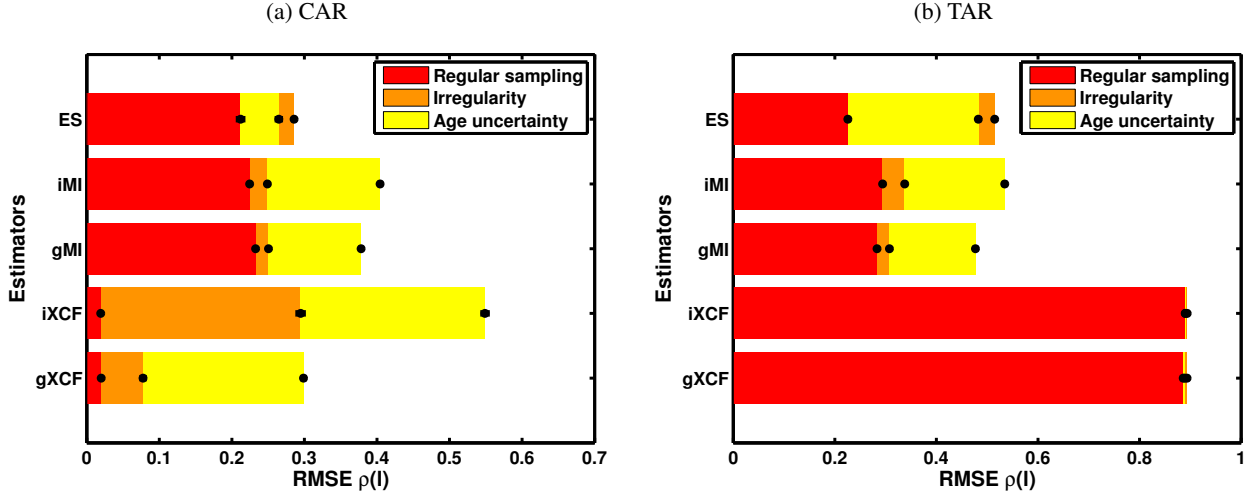 (a) CAR
Regular sampling
Irregularity
Age uncertainty
ES
iMI
gMI
iXCF
gXCF
Estimators
0 0.1 0.2 0.3 0.4 0.5 0.6 0.7
RMSE ρ(l)
(b) TAR
Regular sampling
Irregularity
Age uncertainty
ES
iMI
gMI
iXCF
gXCF
Estimators
0 0.2 0.4 0.6 0.8 1
RMSE ρ(l)